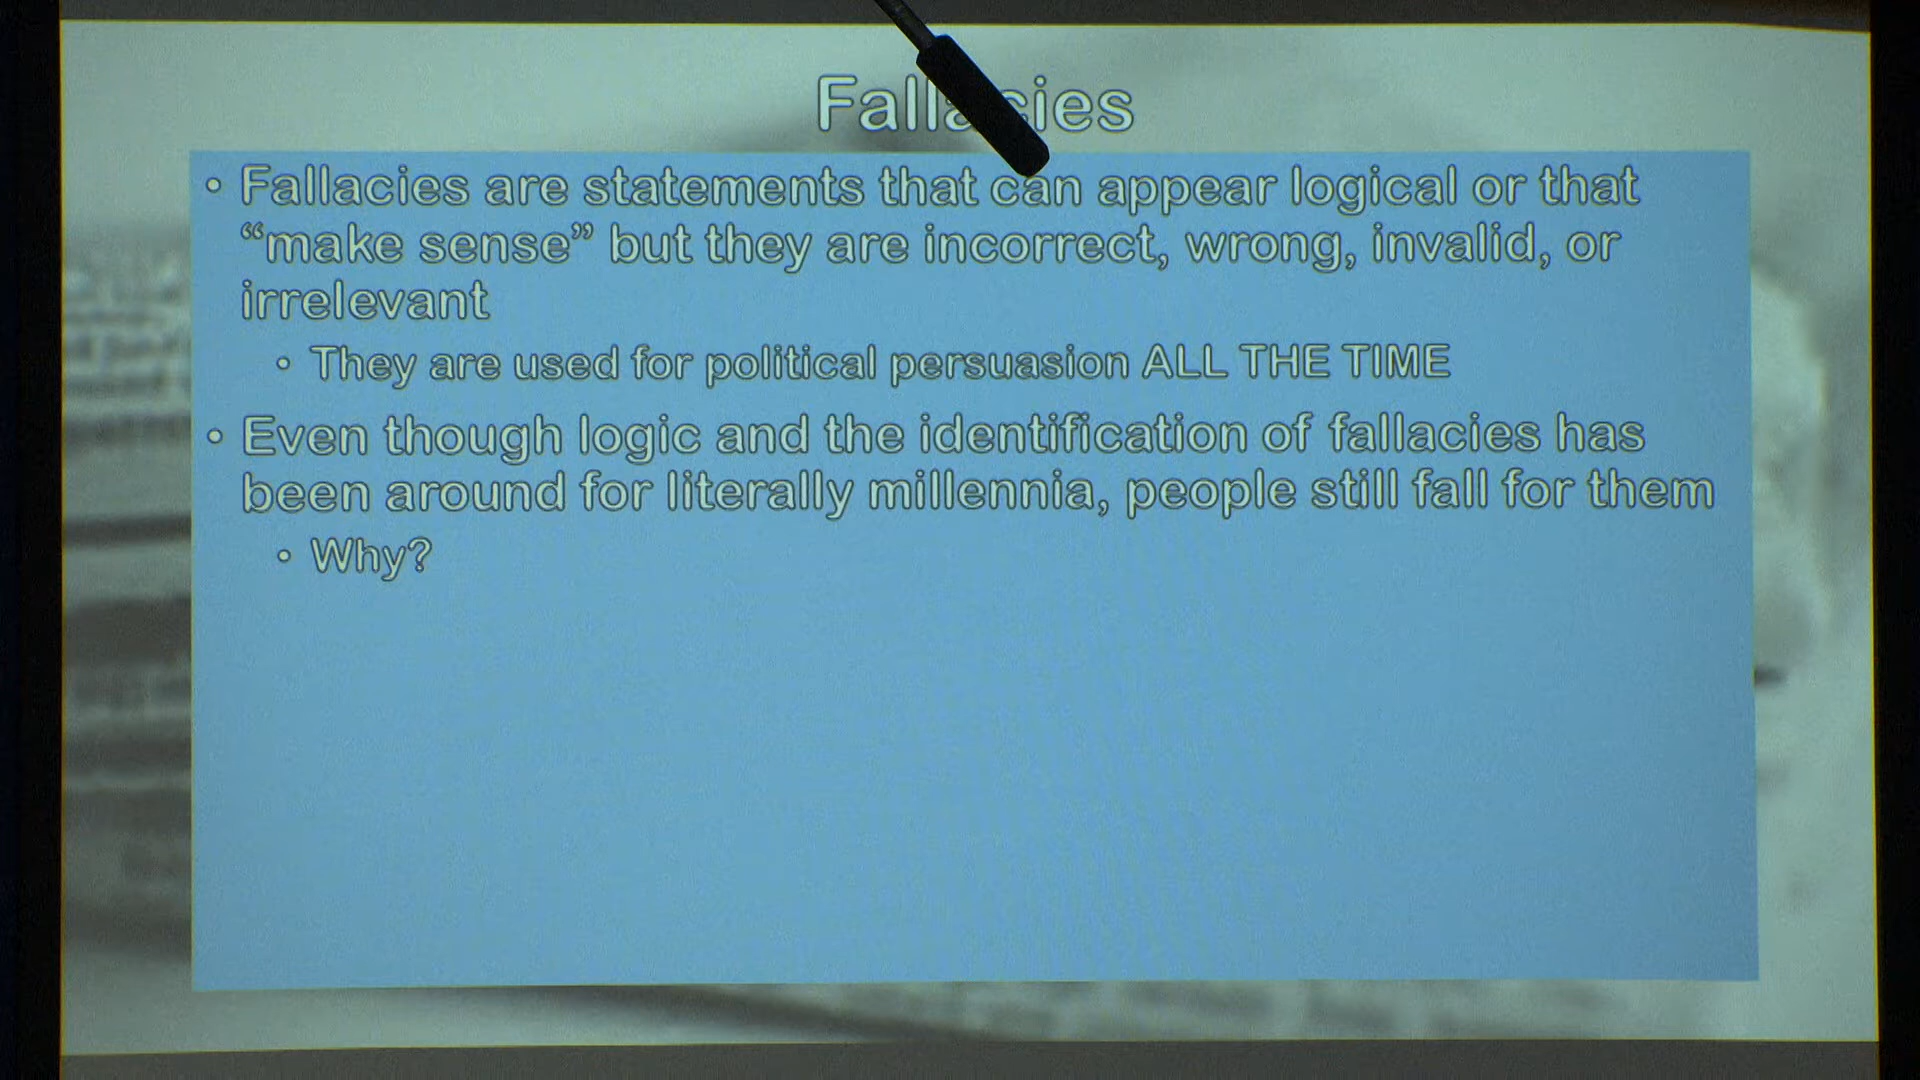 Fallacies
• Fallacies are statements that can appear logical or that
“make sense” but they are incorrect, wrong, invalid, or
irrelevant
• They are used for political persuasion ALL THE TIME
• Even though logic and the identification of fallacies has
been around for literally millennia, people still fall for them
• Why?